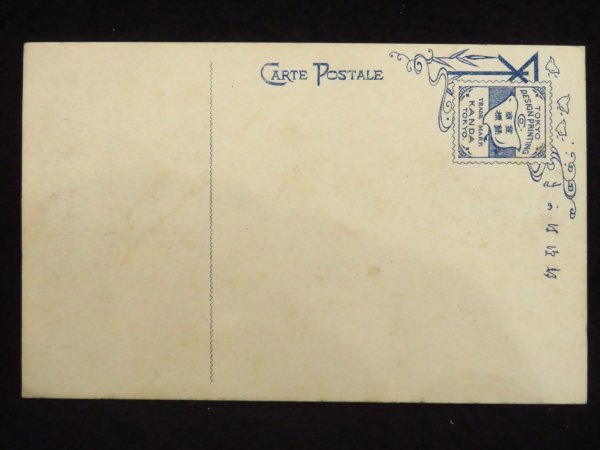 CARTE POSTALE
TOKYO
DESIGN PRINTING
TRADE MARK
KANDA
TOKYO